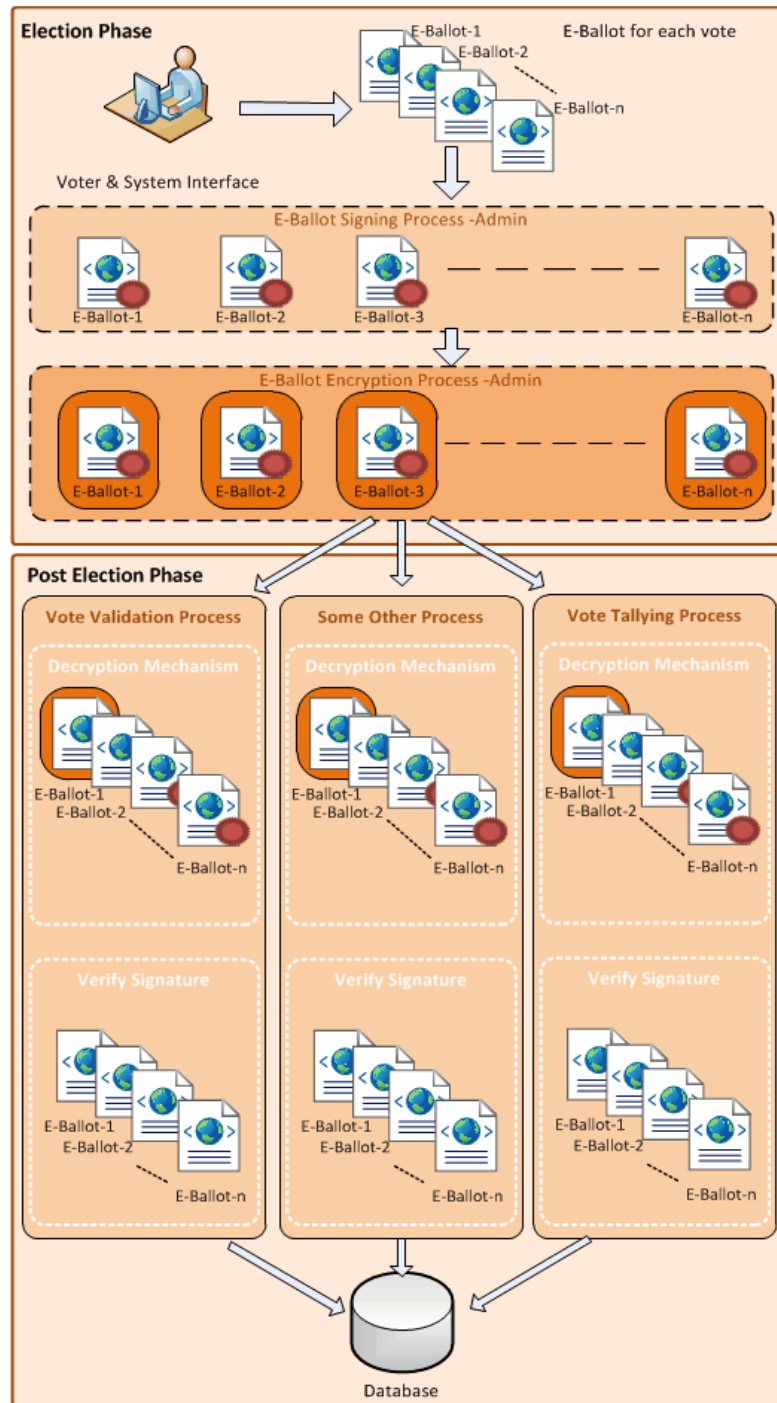 Election Phase
E-Ballot-1
E-Ballot-2
E-Ballot-n
E-Ballot for each vote
Voter & System Interface
E-Ballot Signing Process -Admin
E-Ballot-1
E-Ballot-2
E-Ballot-3
E-Ballot-n
E-Ballot Encryption Process -Admin
E-Ballot-1
E-Ballot-2
E-Ballot-3
E-Ballot-n
Post Election Phase
Vote Validation Process
Decryption Mechanism
E-Ballot-1
E-Ballot-2
E-Ballot-n
Verify Signature
E-Ballot-1
E-Ballot-2
E-Ballot-n
Some Other Process
Decryption Mechanism
E-Ballot-1
E-Ballot-2
E-Ballot-n
Verify Signature
E-Ballot-1
E-Ballot-2
E-Ballot-n
Vote Tallying Process
Decryption Mechanism
E-Ballot-1
E-Ballot-2
E-Ballot-n
Verify Signature
E-Ballot-1
E-Ballot-2
E-Ballot-n
Database